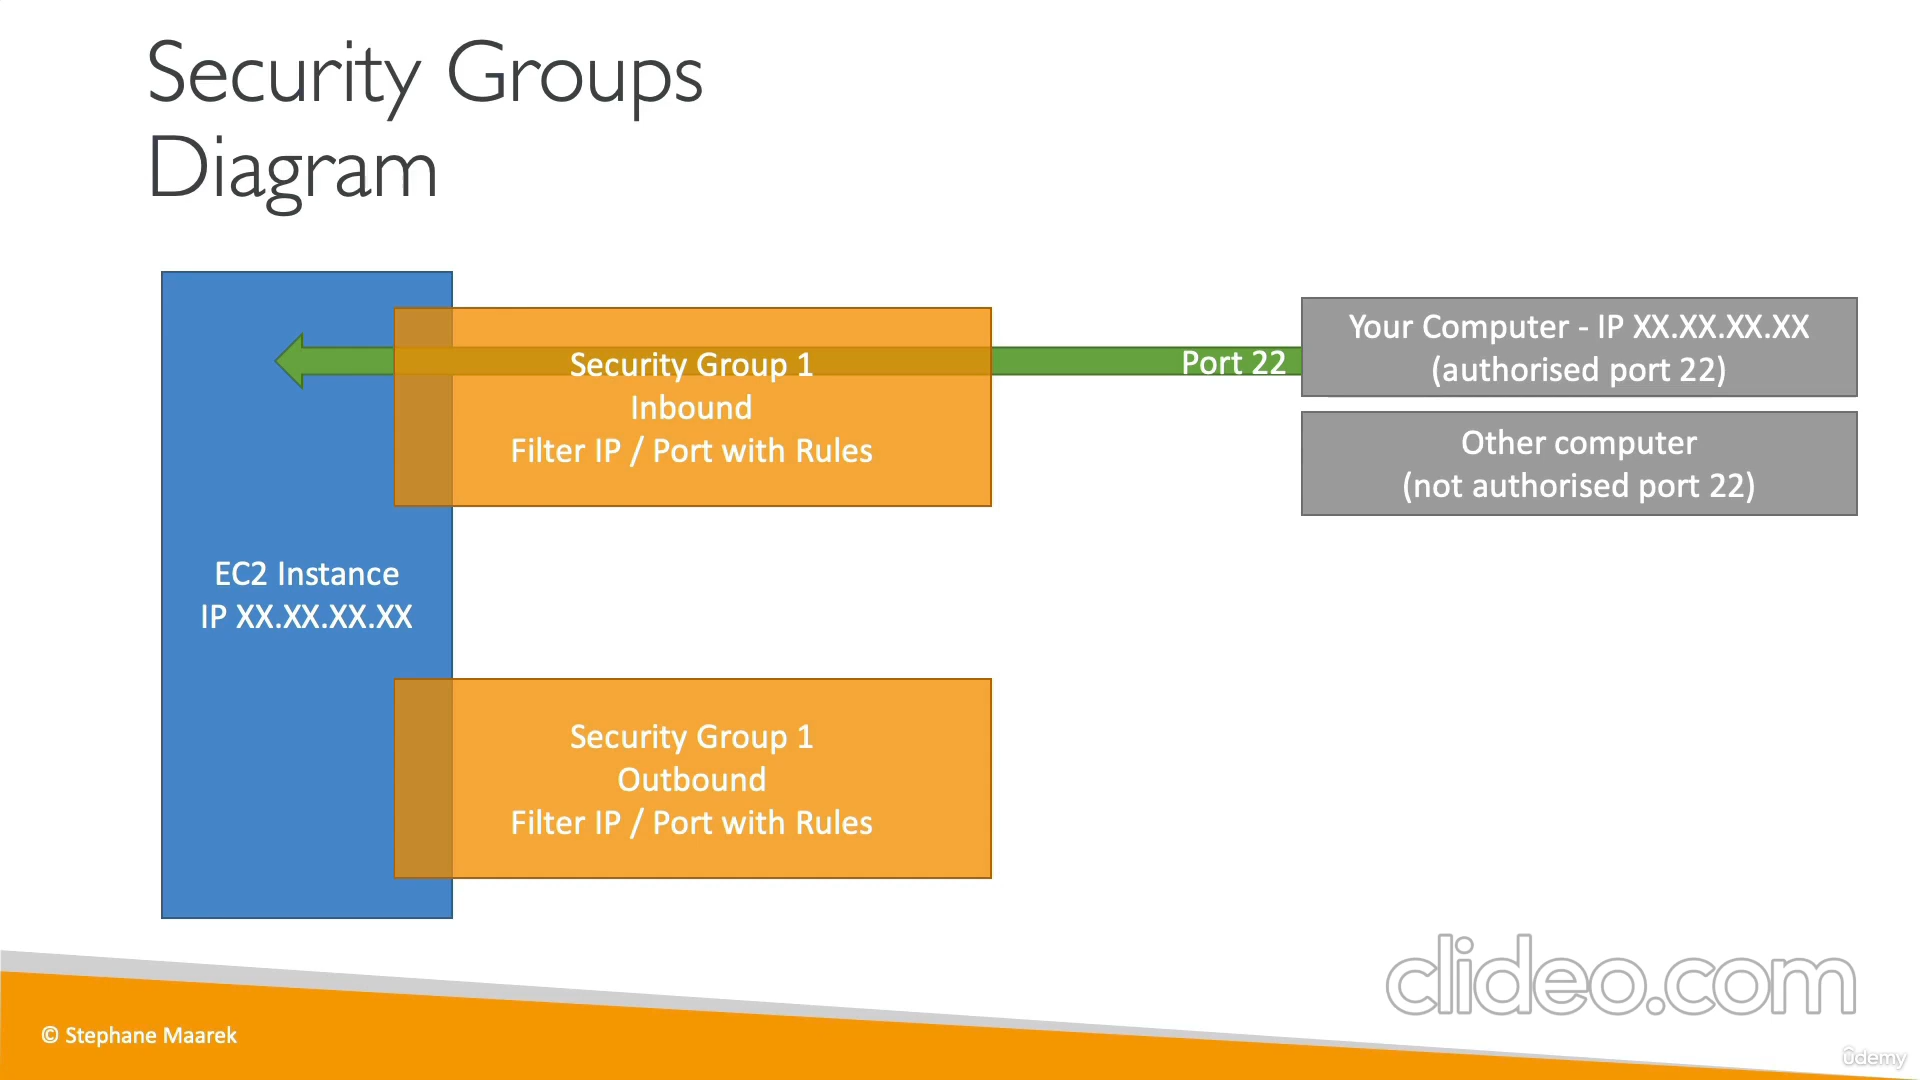 Security Groups
Diagram
Security Group 1
Inbound
Filter IP / Port with Rules
Port 22
Your Computer - IP XX.XX.XX.XX
(authorised port 22)
Other computer
(not authorised port 22)
EC2 Instance
IP XX.XX.XX.XX
Security Group 1
Outbound
Filter IP / Port with Rules
clideo.com
© Stephane Maarek
ûdemy